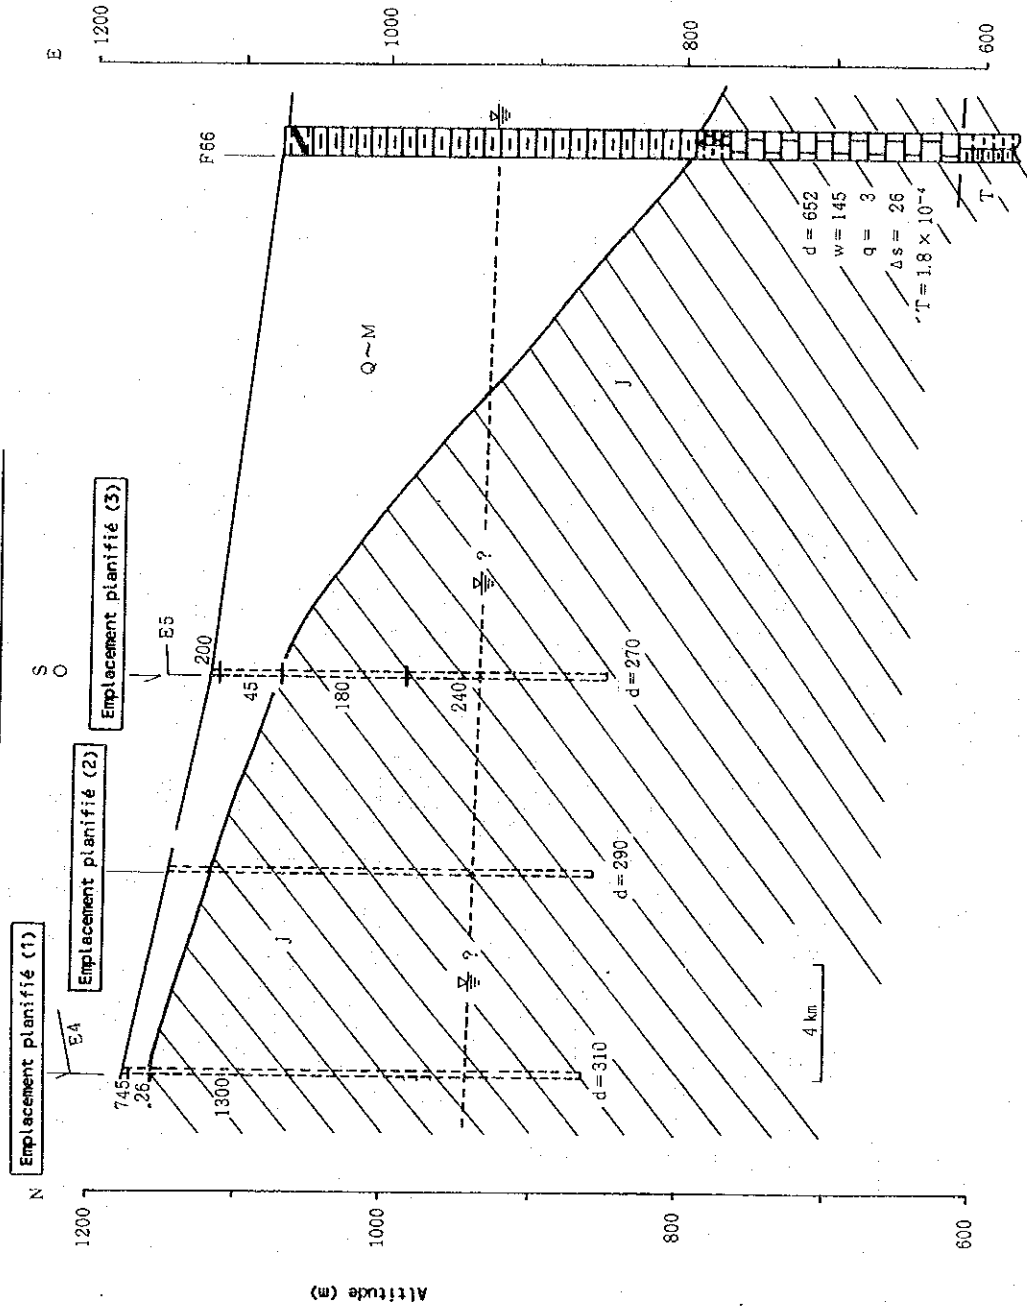 Emplacement planifié (1)
Emplacement planifié (2)
Emplacement planifié (3)
N
S
O
E
E4
E5
F66
Altitude (m)
1200
1000
800
600
1200
1000
800
600
745
26
1300
200
45
180
240
?
?
Q~M
J
J
T
d=310
d=290
d=270
d=652
w=145
q= 3
Δs= 26
T=1.8×10⁻⁴
4 km